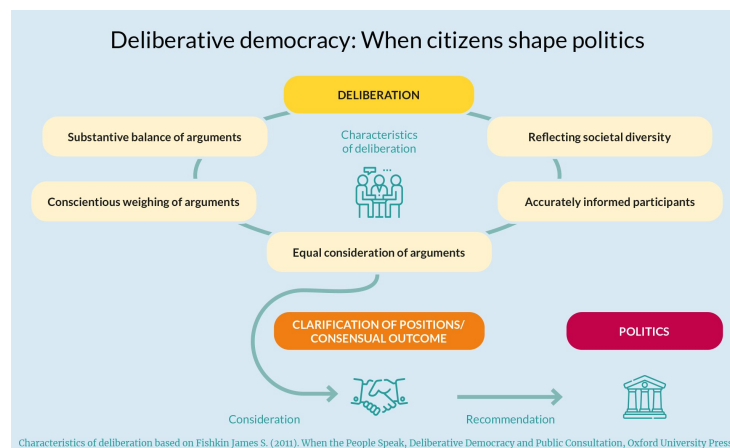 Deliberative democracy: When citizens shape politics
DELIBERATION
Substantive balance of arguments
Characteristics
of deliberation
Reflecting societal diversity
Conscientious weighing of arguments
Accurately informed participants
Equal consideration of arguments
CLARIFICATION OF POSITIONS/
CONSENSUAL OUTCOME
POLITICS
Consideration
Recommendation
Characteristics of deliberation based on Fishkin James S. (2011). When the People Speak, Deliberative Democracy and Public Consultation, Oxford University Press